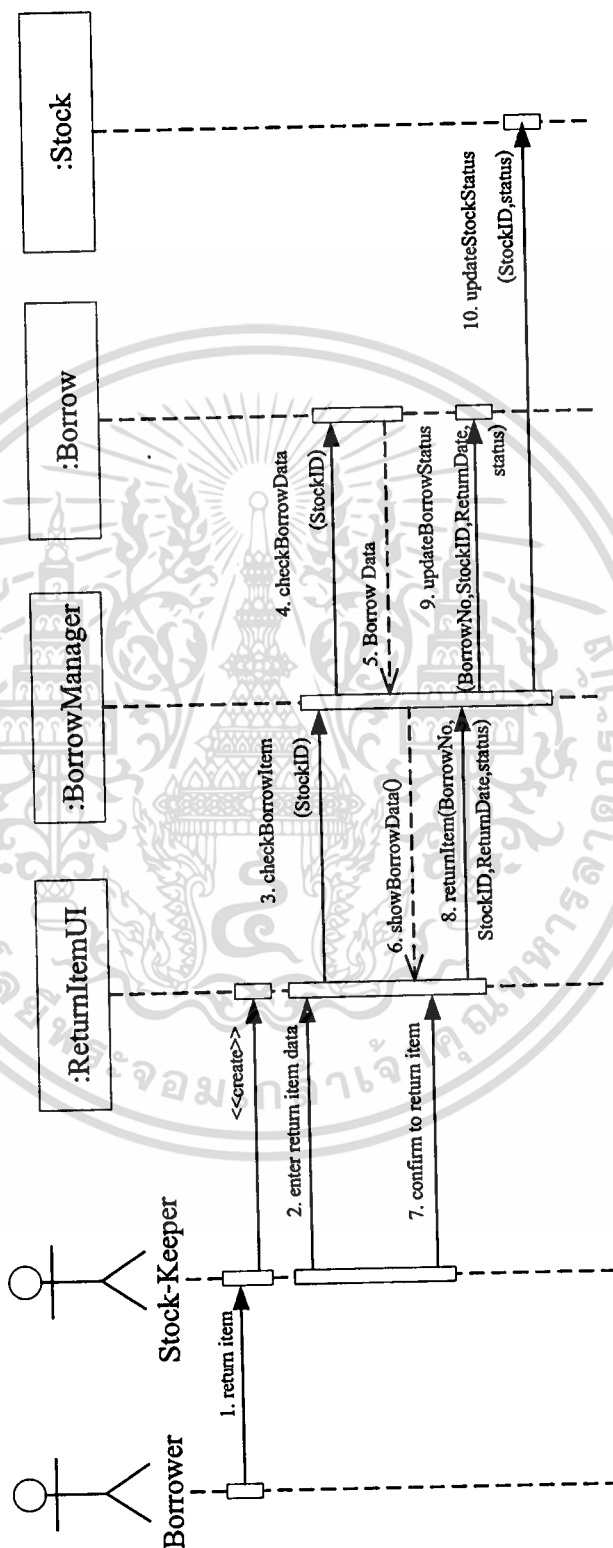 Borrower
Stock-Keeper
:ReturnItemUI
:BorrowManager
:Borrow
:Stock
1. return item
<<create>>
2. enter return item data
3. checkBorrowItem
(StockID)
4. checkBorrowData
(StockID)
5. Borrow Data
6. showBorrowData()
7. confirm to return item
8. returnItem(BorrowNo,
StockID,ReturnDate,status)
9. updateBorrowStatus
(BorrowNo,StockID,ReturnDate,
status)
10. updateStockStatus
(StockID,status)